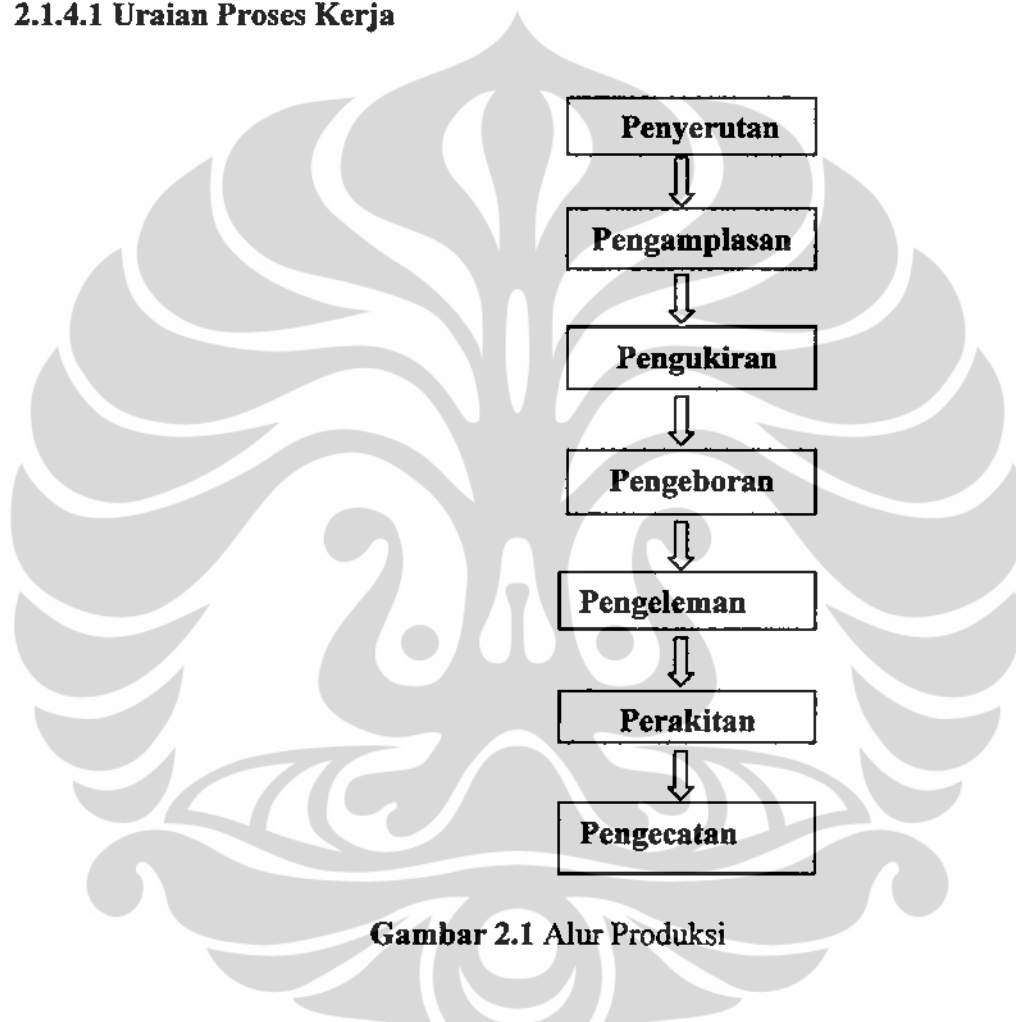 2.1.4.1 Uraian Proses Kerja
Penyerutan
Pengamplasan
Pengukiran
Pengeboran
Pengeleman
Perakitan
Pengecatan
Gambar 2.1 Alur Produksi